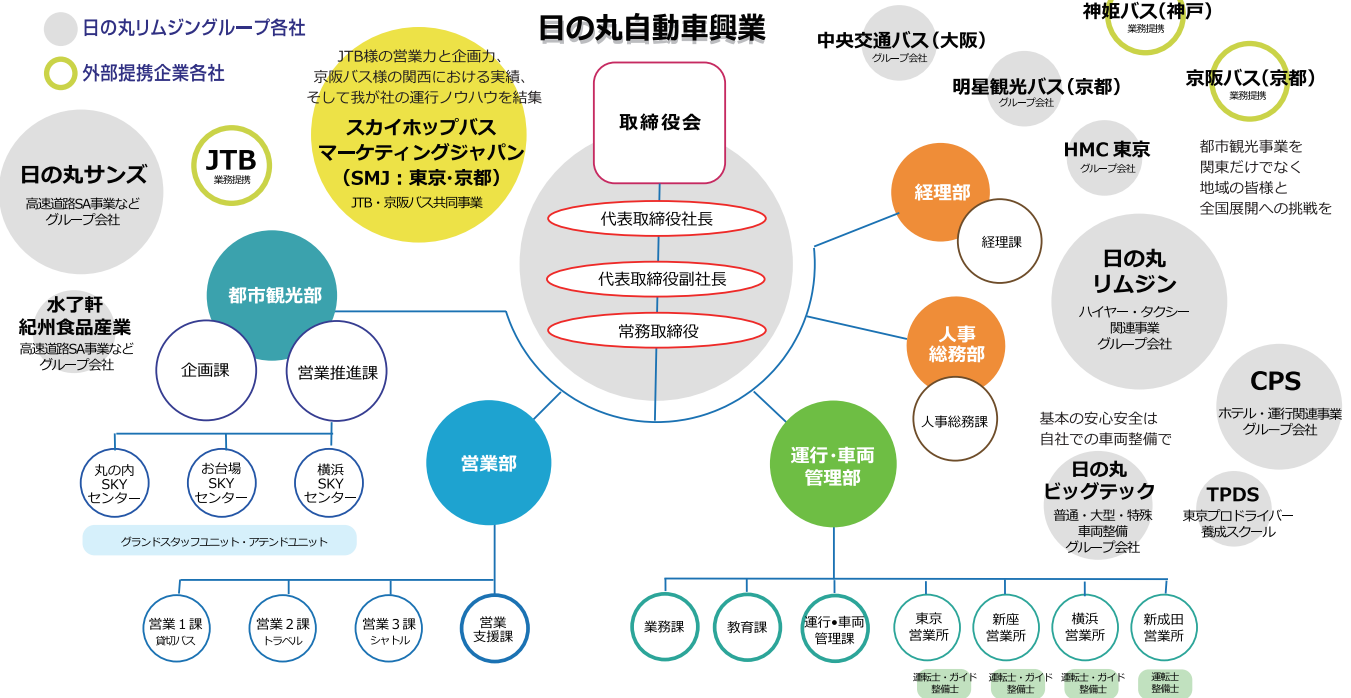 日の丸自動車興業
日の丸リムジングループ各社
外部提携企業各社
JTB様の営業力と企画力、
京阪バス様の関西における実績、
そして我が社の運行ノウハウを結集
スカイホップバス
マーケティングジャパン
（SMJ：東京･京都）
JTB・京阪バス共同事業
JTB
業務提携
日の丸サンズ
高速道路SA事業など
グループ会社
水了軒
紀州食品産業
高速道路SA事業など
グループ会社
取締役会
代表取締役社長
代表取締役副社長
常務取締役
中央交通バス（大阪）
グループ会社
神姫バス（神戸）
業務提携
明星観光バス（京都）
グループ会社
京阪バス（京都）
業務提携
HMC 東京
グループ会社
都市観光事業を
関東だけでなく
地域の皆様と
全国展開への挑戦を
経理部
経理課
日の丸
リムジン
ハイヤー・タクシー
関連事業
グループ会社
人事
総務部
人事総務課
CPS
ホテル・運行関連事業
グループ会社
基本の安心安全は
自社での車両整備で
日の丸
ビッグテック
普通・大型・特殊
車両整備
グループ会社
TPDS
東京プロドライバー
養成スクール
都市観光部
企画課
営業推進課
丸の内
SKY
センター
お台場
SKY
センター
横浜
SKY
センター
グランドスタッフユニット・アテンドユニット
営業部
営業１課
貸切バス
営業２課
トラベル
営業３課
シャトル
営業
支援課
運行･車両
管理部
業務課
教育課
運行•車両
管理課
東京
営業所
新座
営業所
横浜
営業所
新成田
営業所
運転士・ガイド
整備士
運転士・ガイド
整備士
運転士・ガイド
整備士
運転士
整備士